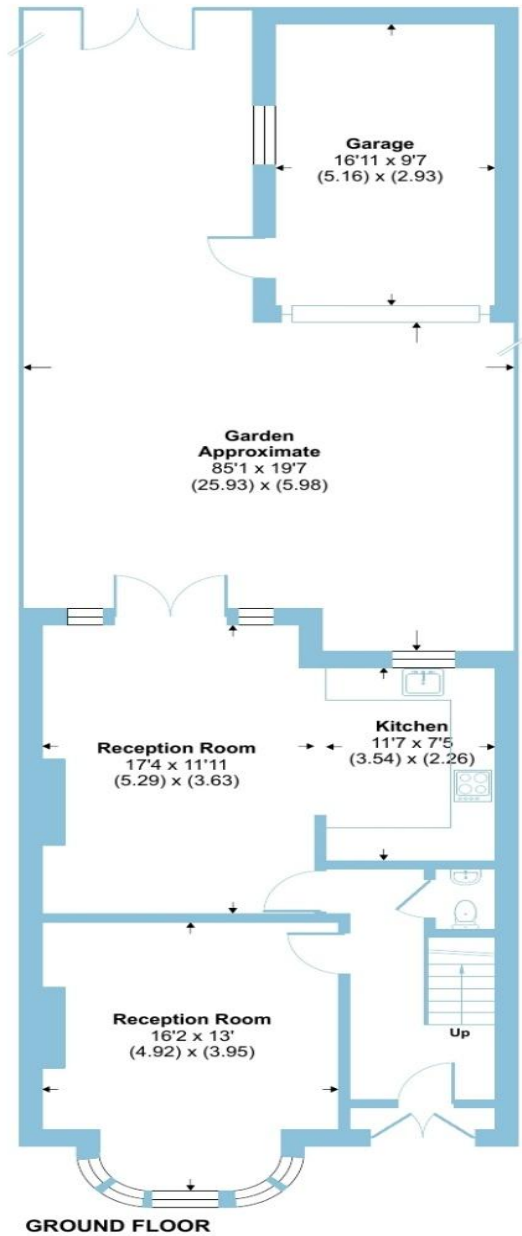 Garage
16'11 x 9'7
(5.16) x (2.93)
Garden
Approximate
85'1 x 19'7
(25.93) x (5.98)
Kitchen
11'7 x 7'5
(3.54) x (2.26)
Reception Room
17'4 x 11'11
(5.29) x (3.63)
Up
Reception Room
16'2 x 13'
(4.92) x (3.95)
GROUND FLOOR